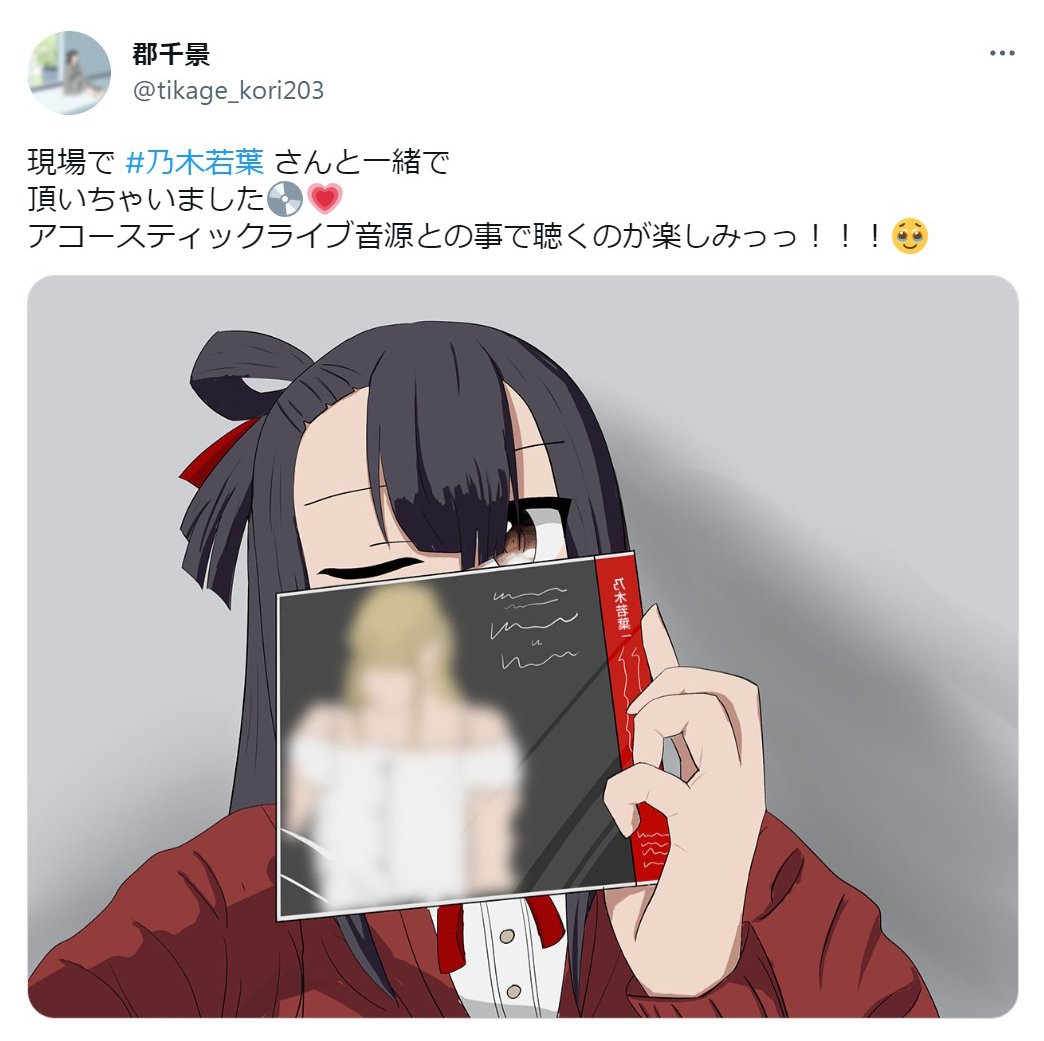 郡千景
@tikage_kori203
現場で #乃木若葉 さんと一緒で
頂いちゃいました💿💗
アコースティックライブ音源との事で聴くのが楽しみっっ！！！🥹
乃木若葉